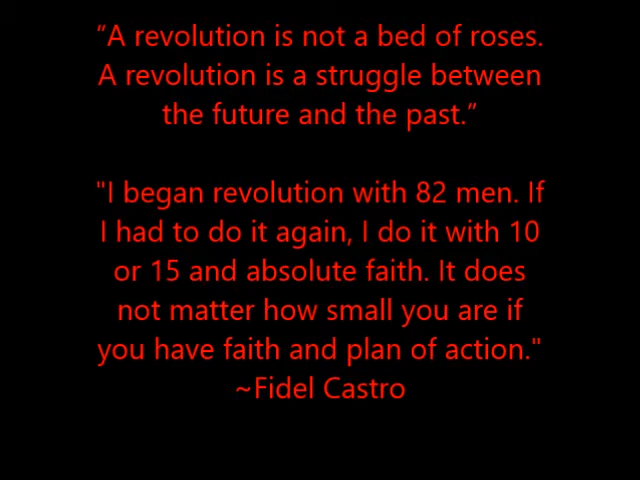 “A revolution is not a bed of roses.
A revolution is a struggle between
the future and the past.”
"I began revolution with 82 men. If
I had to do it again, I do it with 10
or 15 and absolute faith. It does
not matter how small you are if
you have faith and plan of action."
~Fidel Castro